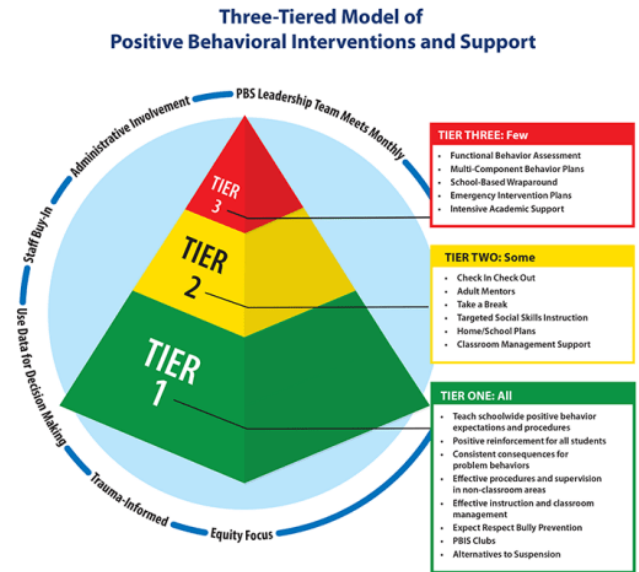 Three-Tiered Model of
Positive Behavioral Interventions and Support
PBS Leadership Team Meets Monthly
Administrative Involvement
Staff Buy-In
Use Data for Decision Making
Trauma-Informed
Equity Focus
TIER
3
TIER
2
TIER
1
TIER THREE: Few
• Functional Behavior Assessment
• Multi-Component Behavior Plans
• School-Based Wraparound
• Emergency Intervention Plans
• Intensive Academic Support
TIER TWO: Some
• Check In Check Out
• Adult Mentors
• Take a Break
• Targeted Social Skills Instruction
• Home/School Plans
• Classroom Management Support
TIER ONE: All
• Teach schoolwide positive behavior
expectations and procedures
• Positive reinforcement for all students
• Consistent consequences for
problem behaviors
• Effective procedures and supervision
in non-classroom areas
• Effective instruction and classroom
management
• Expect Respect Bully Prevention
• PBIS Clubs
• Alternatives to Suspension